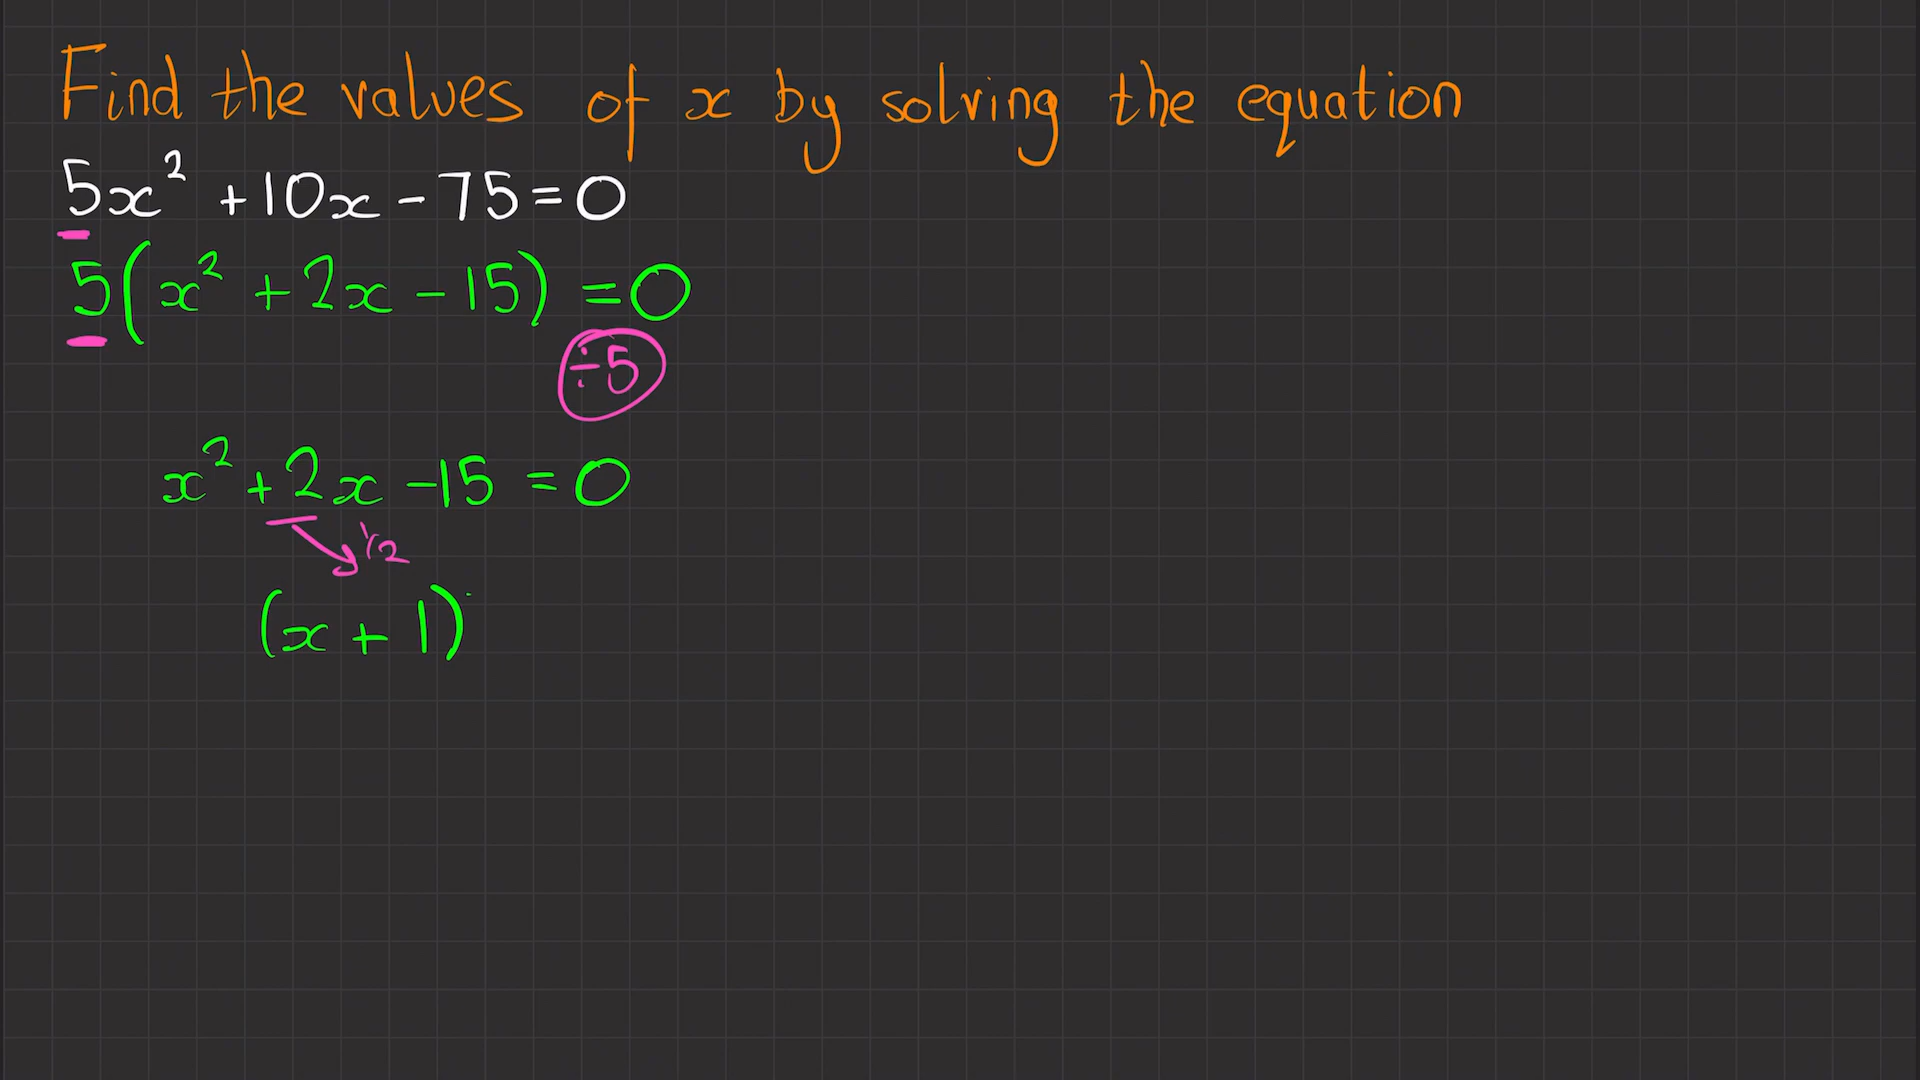 Find the values of x by solving the equation
5x² + 10x - 75 = 0
5(x² + 2x - 15) = 0
÷5
x² + 2x - 15 = 0
1/2
(x + 1)